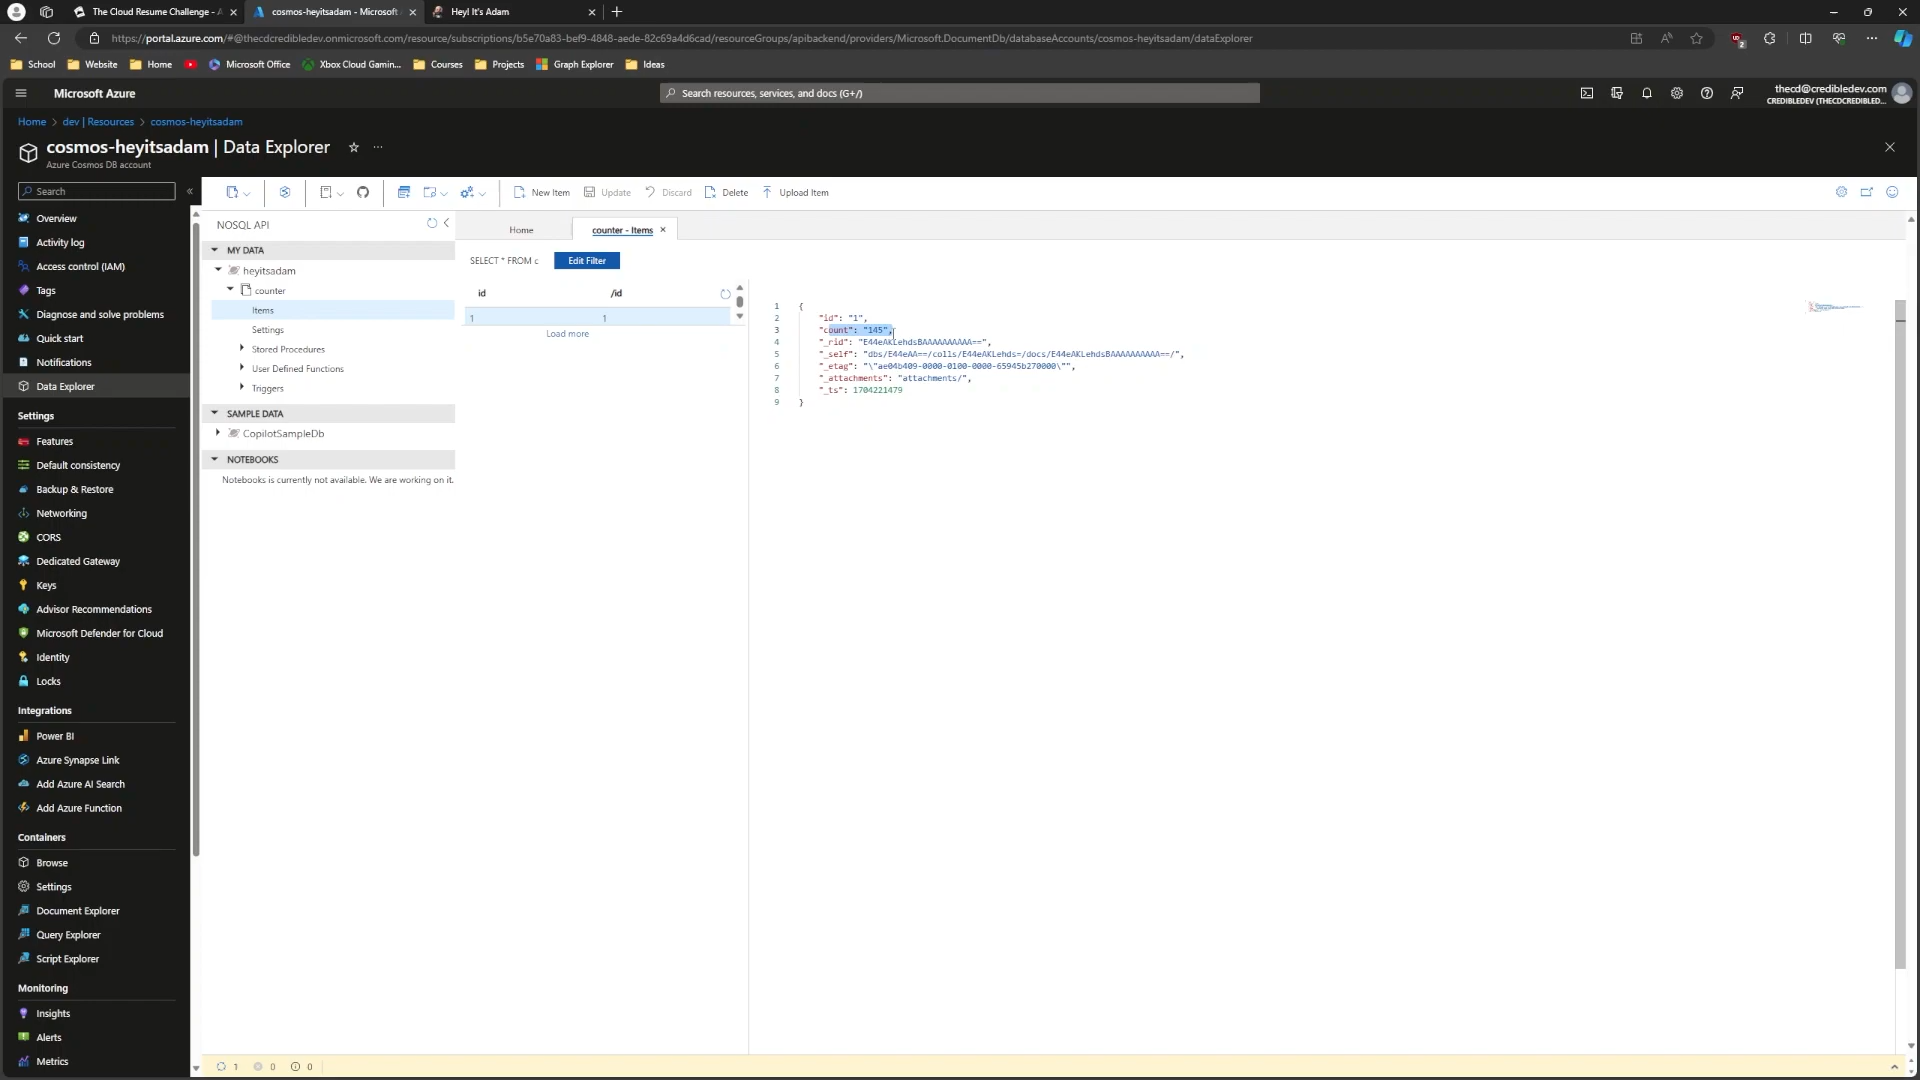 The Cloud Resume Challenge - A
cosmos-heyitsadam - Microsoft
Hey! It's Adam
https://portal.azure.com/#@thecdcredibledev.onmicrosoft.com/resource/subscriptions/b5e70a83-bef9-4848-aede-82c69a4d6cad/resourceGroups/apibackend/providers/Microsoft.DocumentDb/databaseAccounts/cosmos-heyitsadam/dataExplorer
2
School
Website
Home
Microsoft Office
Xbox Cloud Gamin...
Courses
Projects
Graph Explorer
Ideas
Microsoft Azure
Search resources, services, and docs (G+/)
thecd@credibledev.com
CREDIBLEDEV (THECDCREDIBLED...
Home > dev | Resources > cosmos-heyitsadam
cosmos-heyitsadam | Data Explorer
Azure Cosmos DB account
Search
Overview
Activity log
Access control (IAM)
Tags
Diagnose and solve problems
Quick start
Notifications
Data Explorer
Settings
Features
Default consistency
Backup & Restore
Networking
CORS
Dedicated Gateway
Keys
Advisor Recommendations
Microsoft Defender for Cloud
Identity
Locks
Integrations
Power BI
Azure Synapse Link
Add Azure AI Search
Add Azure Function
Containers
Browse
Settings
Document Explorer
Query Explorer
Script Explorer
Monitoring
Insights
Alerts
Metrics
New Item
Update
Discard
Delete
Upload Item
NOSQL API
MY DATA
heyitsadam
counter
Items
Settings
Stored Procedures
User Defined Functions
Triggers
SAMPLE DATA
CopilotSampleDb
NOTEBOOKS
Notebooks is currently not available. We are working on it.
Home
counter - Items
SELECT * FROM c
Edit Filter
id /id
1 1
Load more
1 {
2 "id": "1",
3 "count": "145",
4 "_rid": "E44eAKLehdsBAAAAAAAAAA==",
5 "_self": "dbs/E44eAA==/colls/E44eAKLehds=/docs/E44eAKLehdsBAAAAAAAAAA==/",
6 "_etag": "\"ae04b409-0000-0100-0000-65945b270000\"",
7 "_attachments": "attachments/",
8 "_ts": 1704221479
9 }
1 0 0